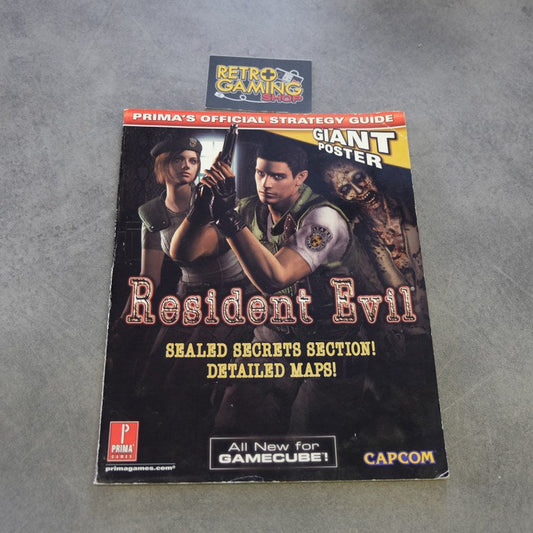 RETRO
GAMING
SHOP
PRIMA'S OFFICIAL STRATEGY GUIDE
GIANT
POSTER
Resident Evil
SEALED SECRETS SECTION!
DETAILED MAPS!
PRIMA
GAMES
primagames.com®
All New for
GAMECUBE™!
CAPCOM